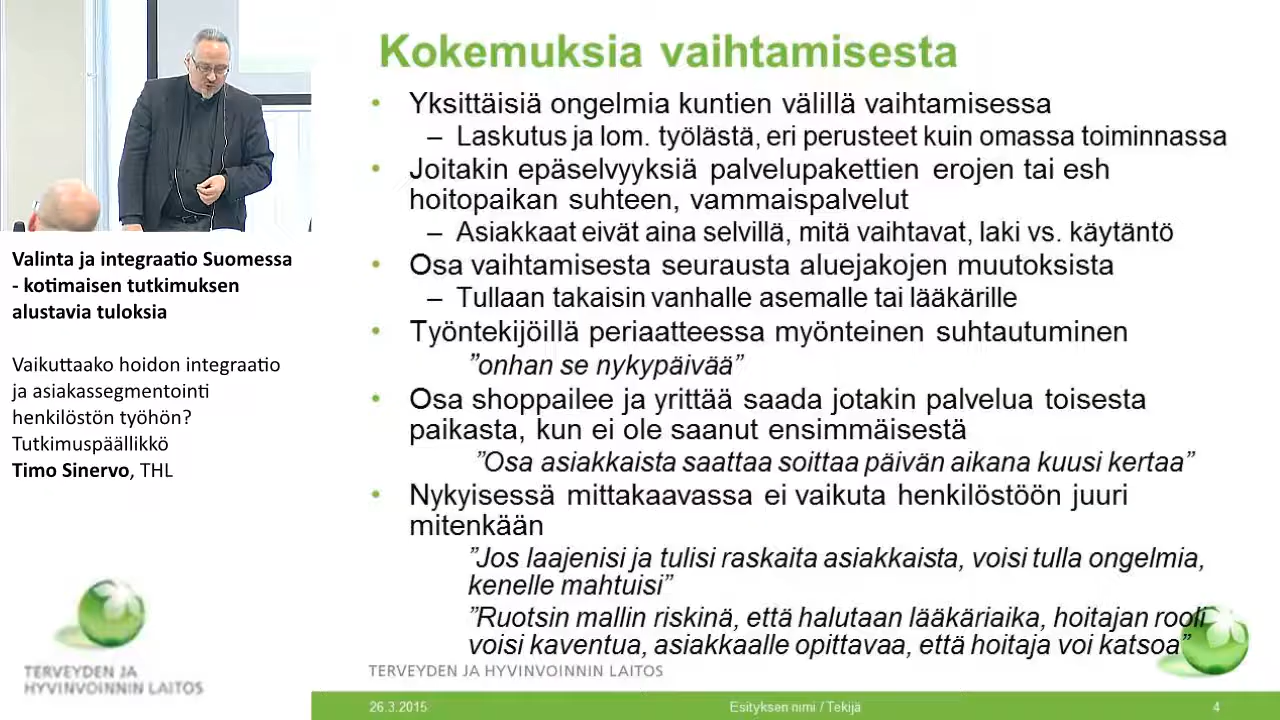 Kokemuksia vaihtamisesta
• Yksittäisiä ongelmia kuntien välillä vaihtamisessa
– Laskutus ja lom. työlästä, eri perusteet kuin omassa toiminnassa
• Joitakin epäselvyyksiä palvelupakettien erojen tai esh
hoitopaikan suhteen, vammaispalvelut
– Asiakkaat eivät aina selvillä, mitä vaihtavat, laki vs. käytäntö
• Osa vaihtamisesta seurausta aluejakojen muutoksista
– Tullaan takaisin vanhalle asemalle tai lääkärille
• Työntekijöillä periaatteessa myönteinen suhtautuminen
”onhan se nykypäivää”
• Osa shoppailee ja yrittää saada jotakin palvelua toisesta
paikasta, kun ei ole saanut ensimmäisestä
”Osa asiakkaista saattaa soittaa päivän aikana kuusi kertaa”
• Nykyisessä mittakaavassa ei vaikuta henkilöstöön juuri
mitenkään
”Jos laajenisi ja tulisi raskaita asiakkaista, voisi tulla ongelmia,
kenelle mahtuisi”
”Ruotsin mallin riskinä, että halutaan lääkäriaika, hoitajan rooli
voisi kaventua, asiakkaalle opittavaa, että hoitaja voi katsoa”
TERVEYDEN JA HYVINVOINNIN LAITOS
26.3.2015
Esityksen nimi / Tekijä
4
Valinta ja integraatio Suomessa
- kotimaisen tutkimuksen
alustavia tuloksia
Vaikuttaako hoidon integraatio
ja asiakassegmentointi
henkilöstön työhön?
Tutkimuspäällikkö
Timo Sinervo, THL
TERVEYDEN JA
HYVINVOINNIN LAITOS